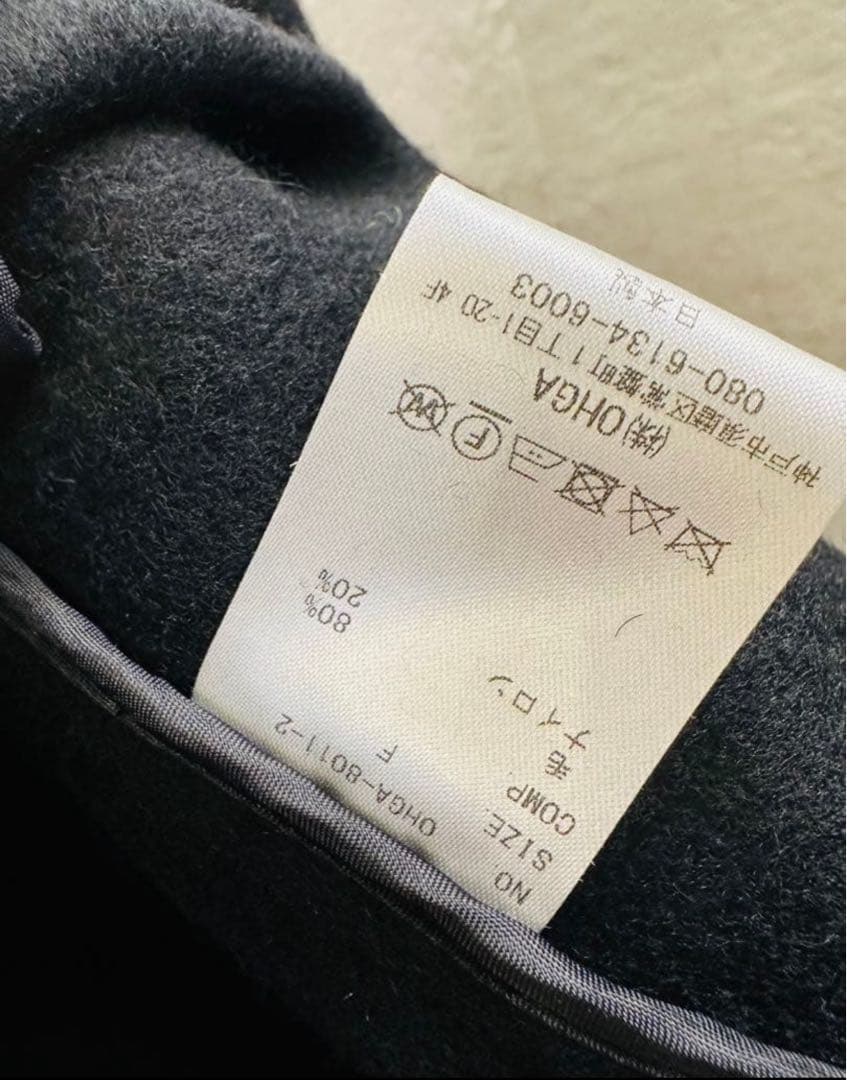 NO. OHGA-8011-2
SIZE F
COMP
毛 80%
ナイロン 20%
㈱OHGA
神戸市須磨区常盤町1丁目1-20 4F
080-6134-6003
日本製